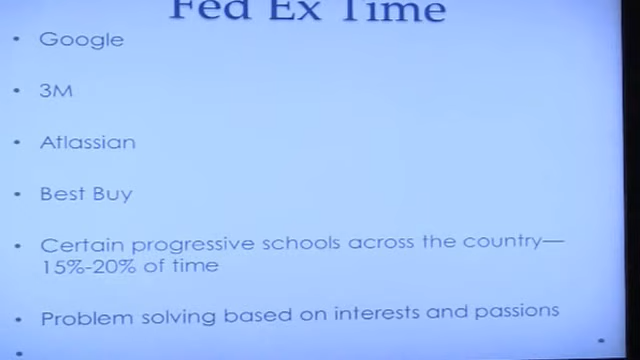 Fed Ex Time
• Google
• 3M
• Atlassian
• Best Buy
• Certain progressive schools across the country—
15%-20% of time
• Problem solving based on interests and passions